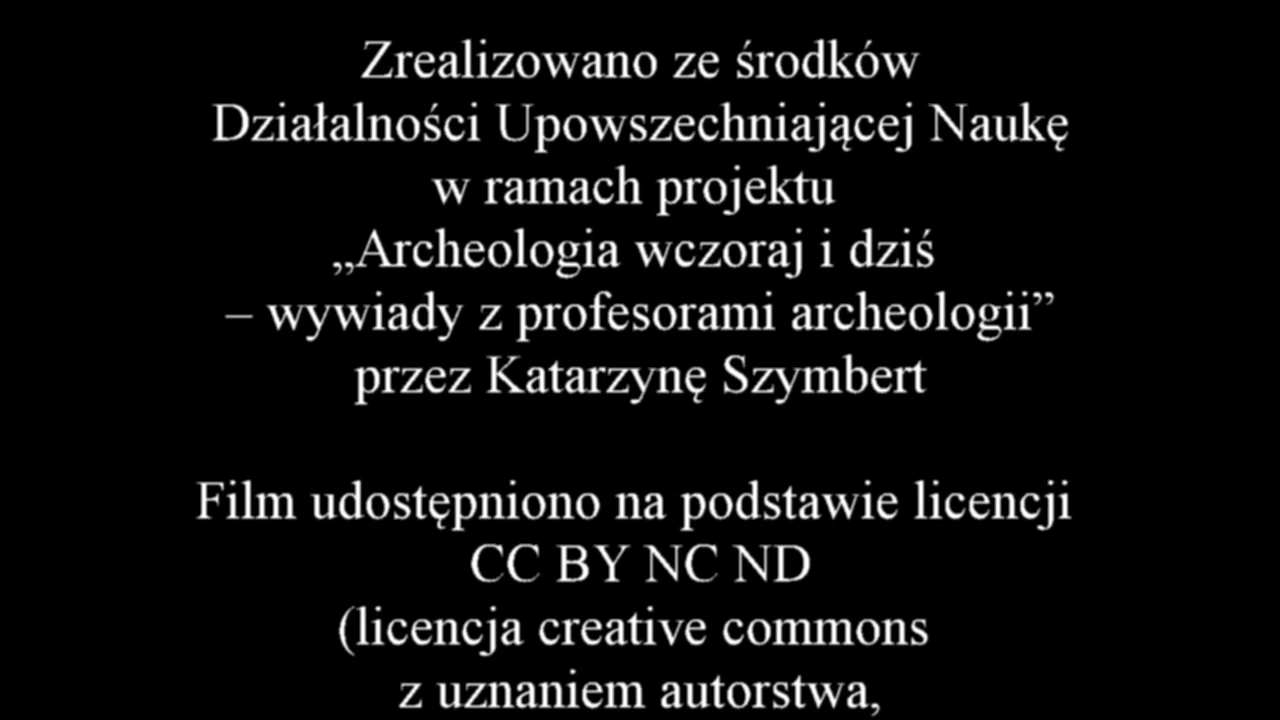 Zrealizowano ze środków
Działalności Upowszechniającej Naukę
w ramach projektu
„Archeologia wczoraj i dziś
– wywiady z profesorami archeologii”
przez Katarzynę Szymbert
Film udostępniono na podstawie licencji
CC BY NC ND
(licencja creative commons
z uznaniem autorstwa,